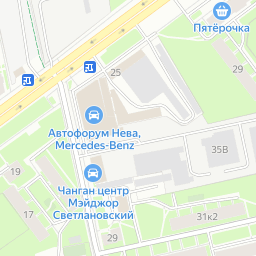 Пятёрочка
29
25
Автофорум Нева,
Mercedes-Benz
35В
19
Чанган центр
Мэйджор
Светлановский
17
31к2
29